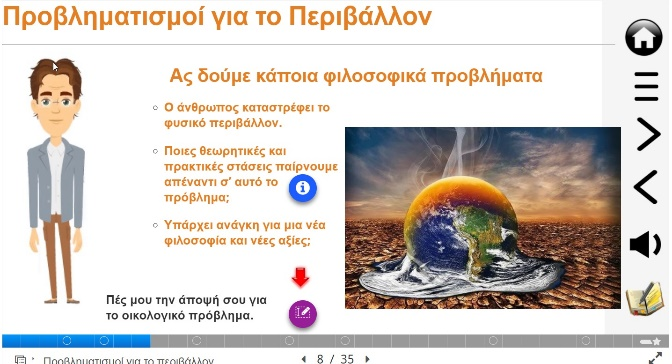 Προβληματισμοί για το Περιβάλλον
Ας δούμε κάποια φιλοσοφικά προβλήματα
Ο άνθρωπος καταστρέφει το
φυσικό περιβάλλον.
Ποιες θεωρητικές και
πρακτικές στάσεις παίρνουμε
απέναντι σ' αυτό το
πρόβλημα;
Υπάρχει ανάγκη για μια νέα
φιλοσοφία και νέες αξίες;
Πές μου την άποψή σου για
το οικολογικό πρόβλημα.
Προβληματισμοί για το περιβάλλον
8 / 35